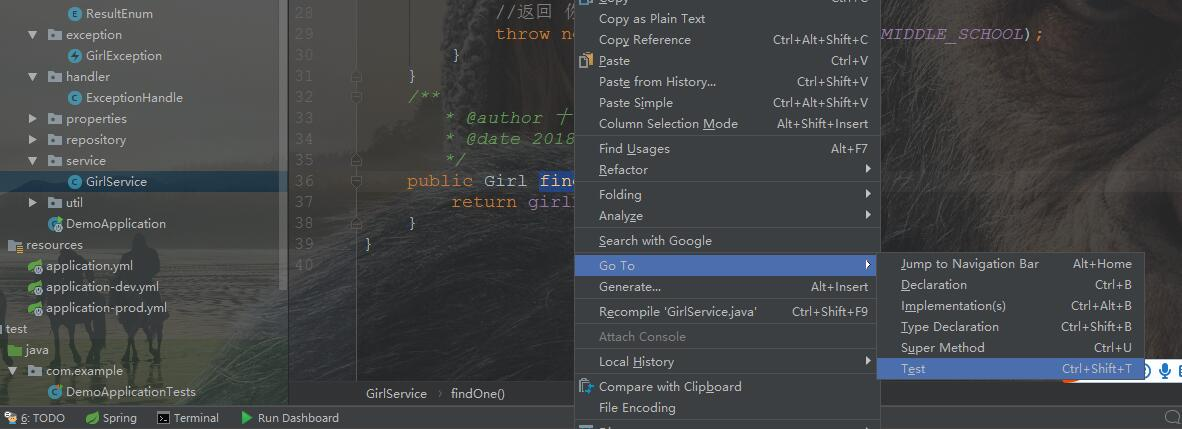 ResultEnum
exception
GirlException
handler
ExceptionHandle
properties
repository
service
GirlService
util
DemoApplication
resources
application.yml
application-dev.yml
application-prod.yml
test
java
com.example
DemoApplicationTests
28 //返回
29 throw MIDDLE_SCHOOL);
30 }
31 }
32 /**
33 * @author 十
34 * @date 2018
35 */
36 public Girl
37 return
38 }
39 }
40
Copy Ctrl+C
Copy as Plain Text
Copy Reference Ctrl+Alt+Shift+C
Paste Ctrl+V
Paste from History... Ctrl+Shift+V
Paste Simple Ctrl+Alt+Shift+V
Column Selection Mode Alt+Shift+Insert
Find Usages Alt+F7
Refactor
Folding
Analyze
Search with Google
Go To
Generate... Alt+Insert
Recompile 'GirlService.java' Ctrl+Shift+F9
Attach Console
Local History
Compare with Clipboard
File Encoding
Jump to Navigation Bar Alt+Home
Declaration Ctrl+B
Implementation(s) Ctrl+Alt+B
Type Declaration Ctrl+Shift+B
Super Method Ctrl+U
Test Ctrl+Shift+T
GirlService › findOne()
6: TODO Spring Terminal Run Dashboard